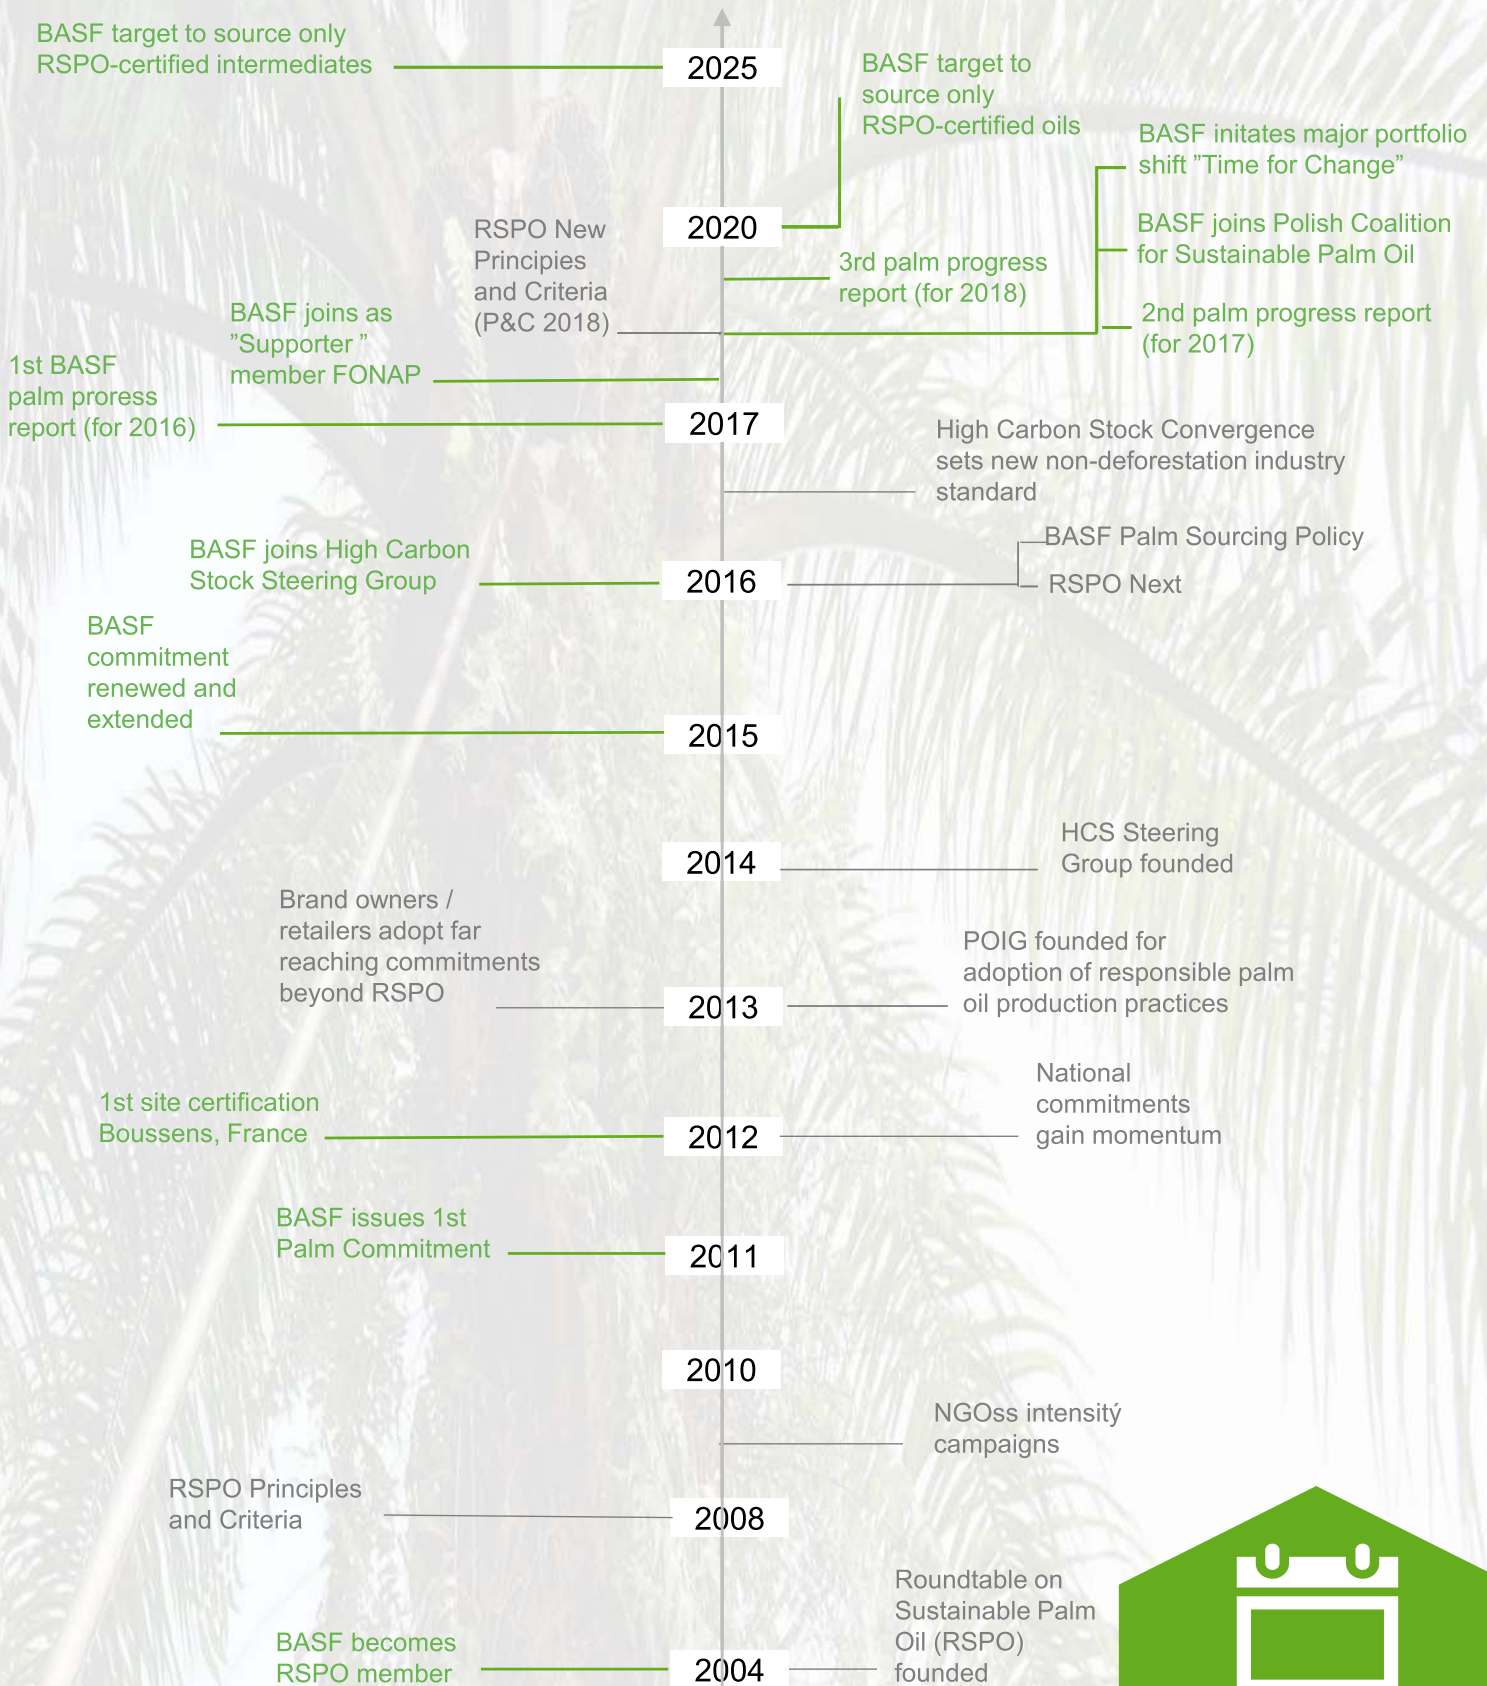 BASF target to source only
RSPO-certified intermediates
2025
BASF target to
source only
RSPO-certified oils
BASF initates major portfolio
shift ”Time for Change”
2020
RSPO New
Principies
and Criteria
(P&C 2018)
BASF joins Polish Coalition
for Sustainable Palm Oil
3rd palm progress
report (for 2018)
2nd palm progress report
(for 2017)
BASF joins as
”Supporter ”
member FONAP
1st BASF
palm proress
report (for 2016)
2017
High Carbon Stock Convergence
sets new non-deforestation industry
standard
BASF joins High Carbon
Stock Steering Group
2016
BASF Palm Sourcing Policy
RSPO Next
BASF
commitment
renewed and
extended
2015
2014
HCS Steering
Group founded
Brand owners /
retailers adopt far
reaching commitments
beyond RSPO
2013
POIG founded for
adoption of responsible palm
oil production practices
1st site certification
Boussens, France
2012
National
commitments
gain momentum
BASF issues 1st
Palm Commitment
2011
2010
NGOss intensitý
campaigns
RSPO Principles
and Criteria
2008
BASF becomes
RSPO member
2004
Roundtable on
Sustainable Palm
Oil (RSPO)
founded